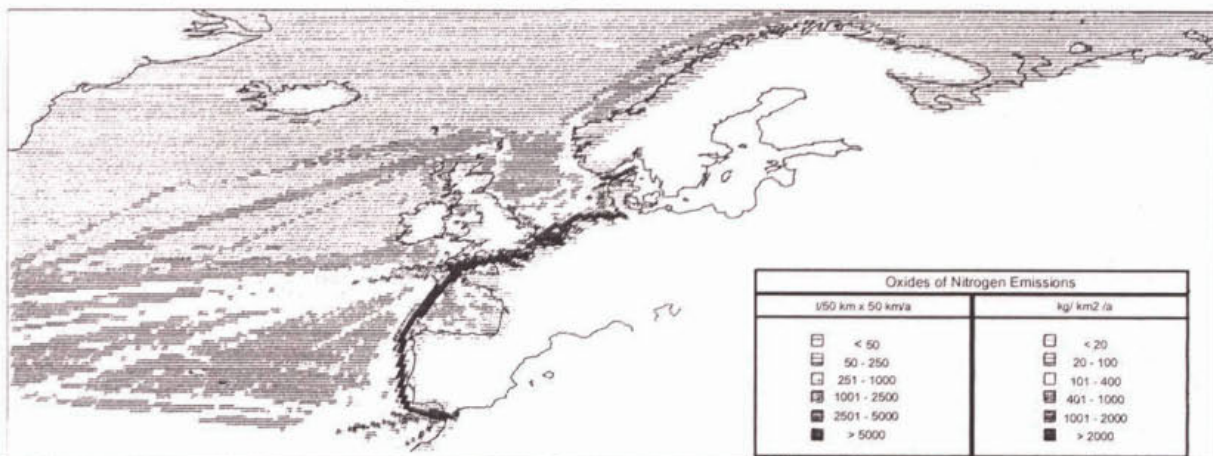 Oxides of Nitrogen Emissions
t/50 km x 50 km/a kg/ km2 /a
< 50 < 20
50 - 250 20 - 100
251 - 1000 101 - 400
1001 - 2500 401 - 1000
2501 - 5000 1001 - 2000
> 5000 > 2000